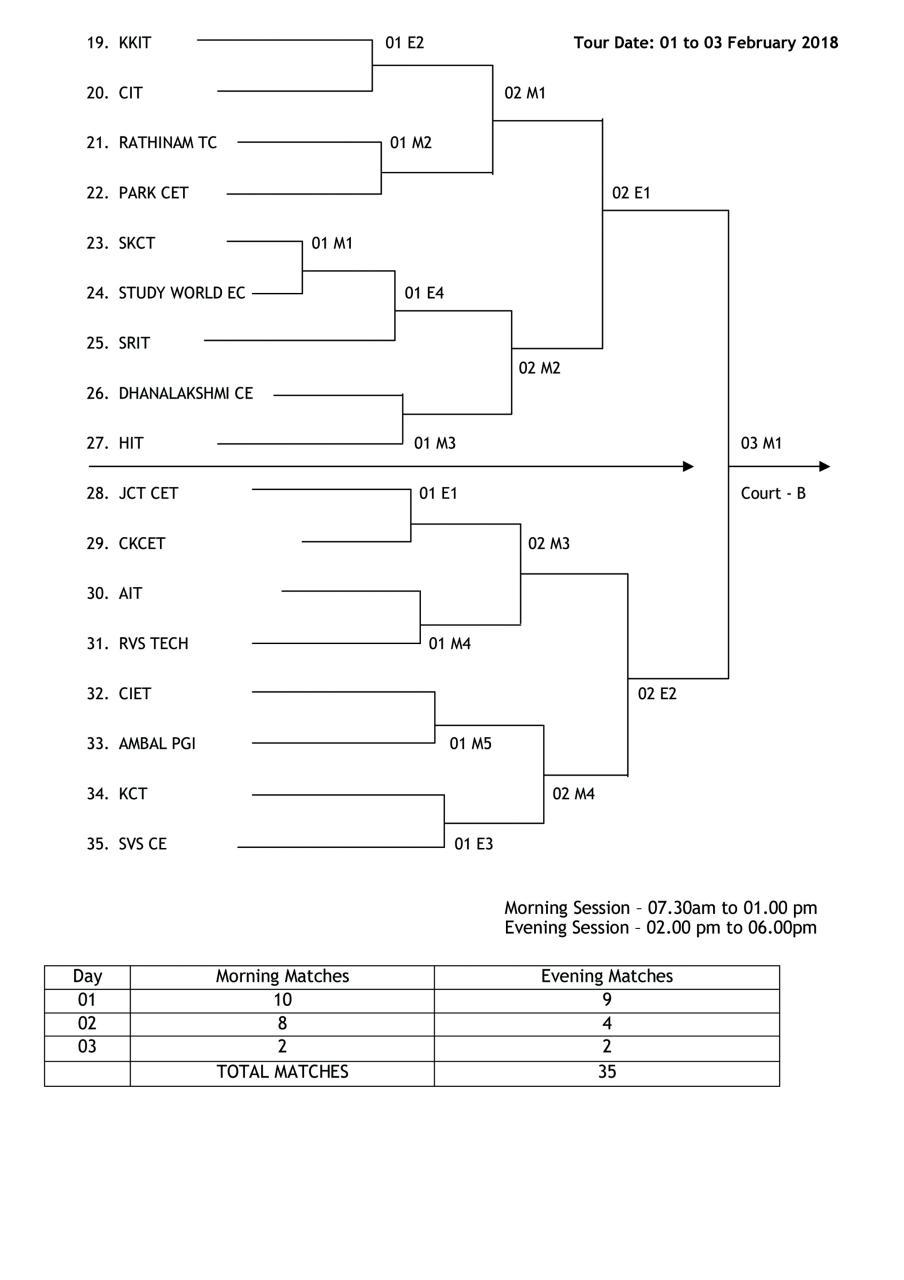 19. KKIT
01 E2
Tour Date: 01 to 03 February 2018
20. CIT
02 M1
21. RATHINAM TC
01 M2
22. PARK CET
02 E1
23. SKCT
01 M1
24. STUDY WORLD EC
01 E4
25. SRIT
02 M2
26. DHANALAKSHMI CE
27. HIT
01 M3
03 M1
28. JCT CET
01 E1
Court - B
29. CKCET
02 M3
30. AIT
31. RVS TECH
01 M4
32. CIET
02 E2
33. AMBAL PGI
01 M5
34. KCT
02 M4
35. SVS CE
01 E3
Morning Session – 07.30am to 01.00 pm
Evening Session – 02.00 pm to 06.00pm
Day Morning Matches Evening Matches
01 10 9
02 8 4
03 2 2
TOTAL MATCHES 35